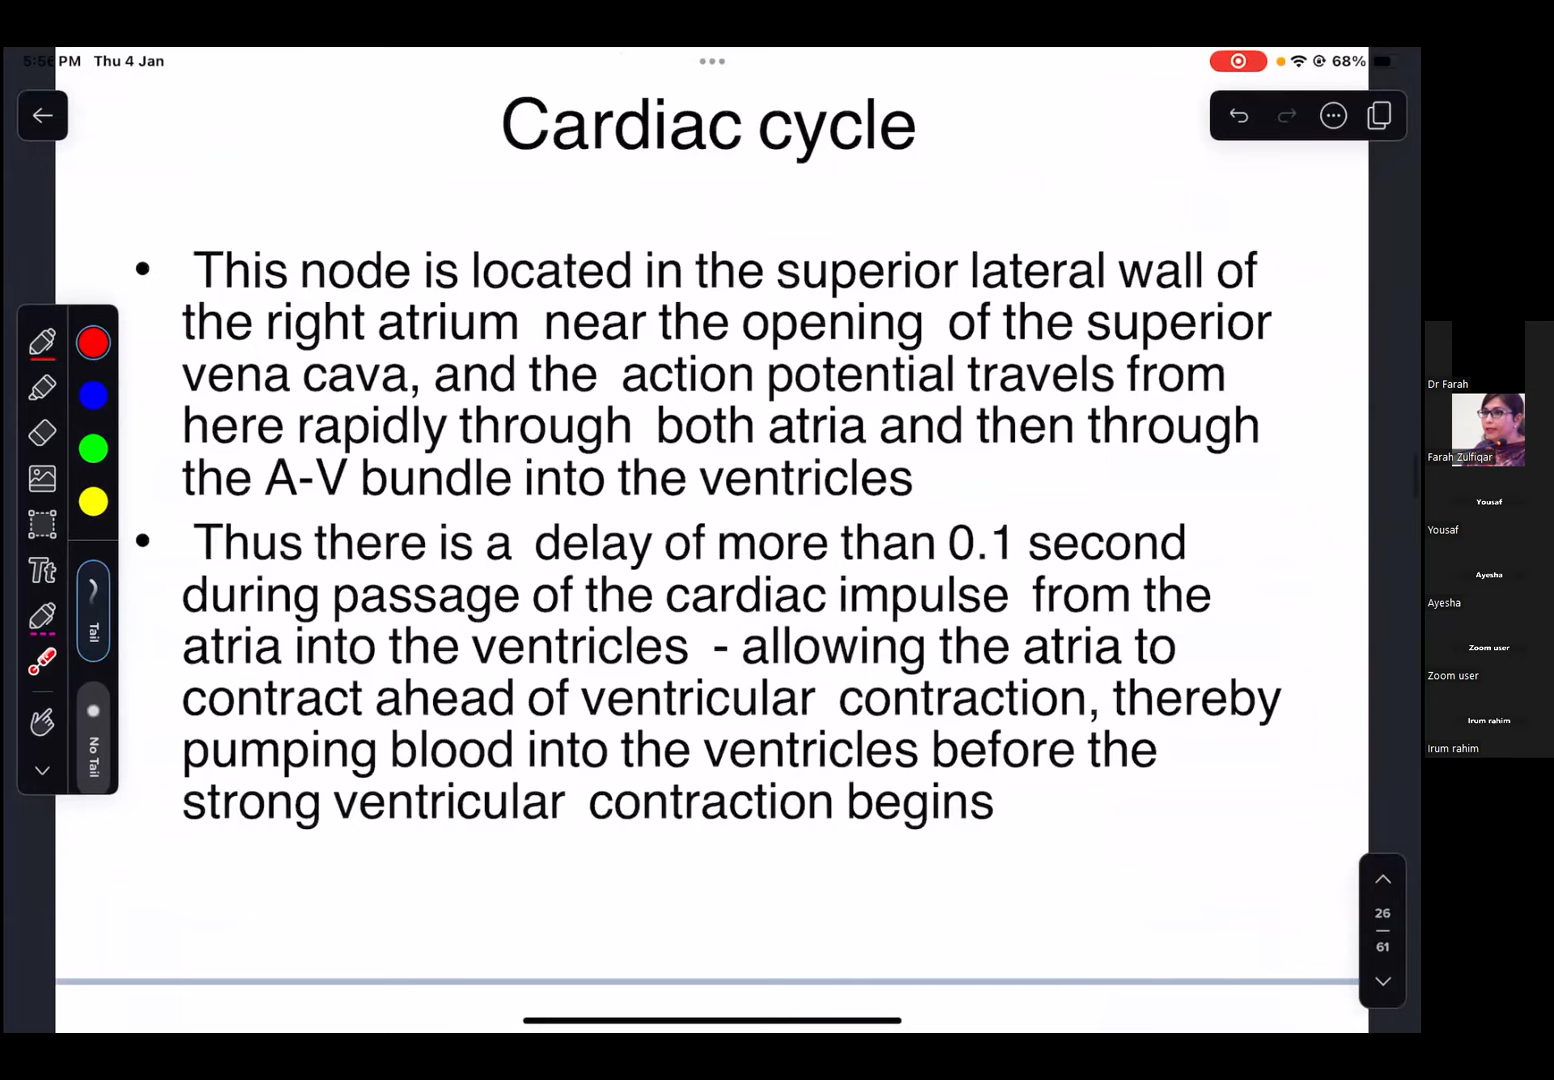 5:56 PM Thu 4 Jan
68%
Cardiac cycle
• This node is located in the superior lateral wall of
the right atrium near the opening of the superior
vena cava, and the action potential travels from
here rapidly through both atria and then through
the A-V bundle into the ventricles
• Thus there is a delay of more than 0.1 second
during passage of the cardiac impulse from the
atria into the ventricles - allowing the atria to
contract ahead of ventricular contraction, thereby
pumping blood into the ventricles before the
strong ventricular contraction begins
Tt
Tail
No Tail
26
61
Dr Farah
Farah Zulfiqar
Yousaf
Yousaf
Ayesha
Ayesha
Zoom user
Zoom user
Irum rahim
Irum rahim